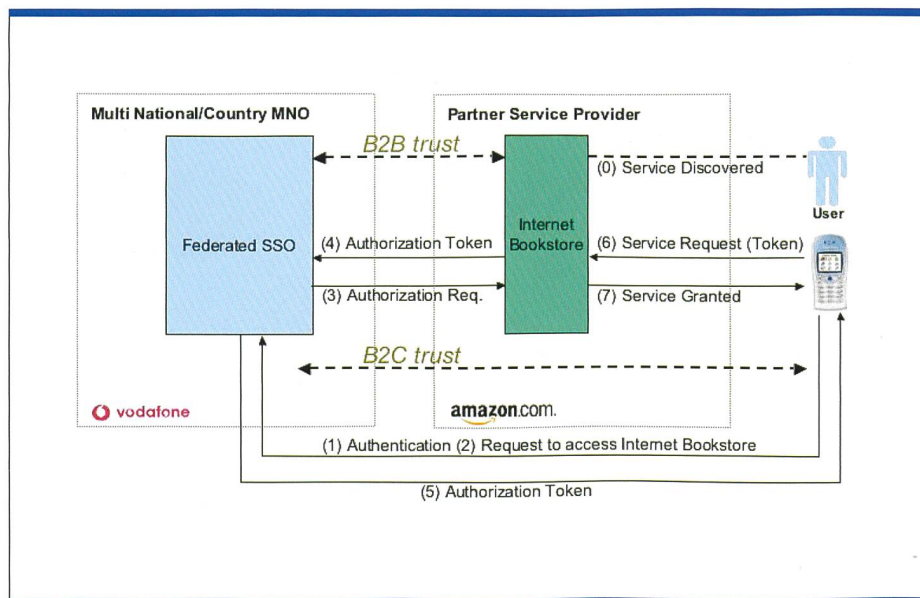 Multi National/Country MNO
Partner Service Provider
B2B trust
(0) Service Discovered
User
Federated SSO
Internet
Bookstore
(4) Authorization Token
(6) Service Request (Token)
(3) Authorization Req.
(7) Service Granted
B2C trust
vodafone
amazon.com.
(1) Authentication (2) Request to access Internet Bookstore
(5) Authorization Token